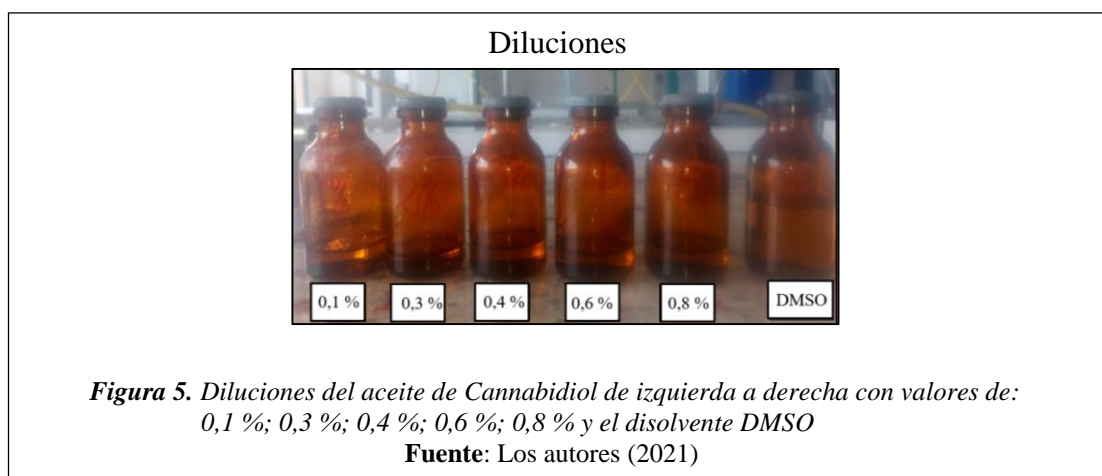 Diluciones
0,1 %
0,3 %
0,4 %
0,6 %
0,8 %
DMSO
Figura 5. Diluciones del aceite de Cannabidiol de izquierda a derecha con valores de:
0,1 %; 0,3 %; 0,4 %; 0,6 %; 0,8 % y el disolvente DMSO
Fuente: Los autores (2021)